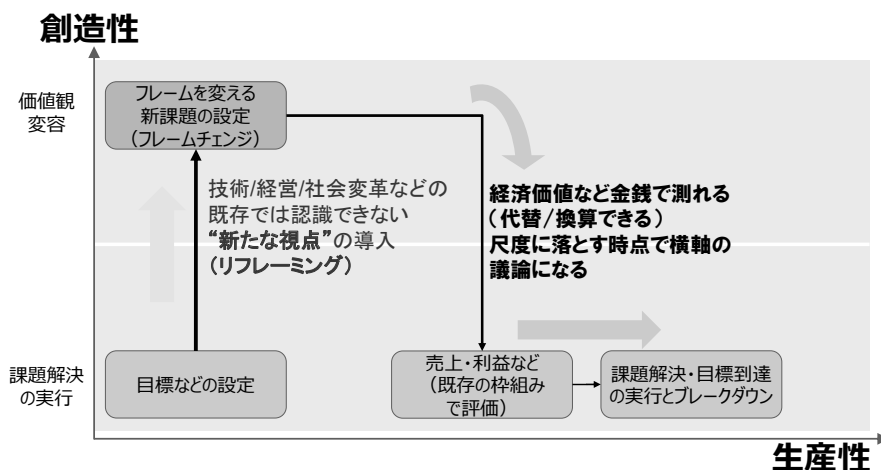 創造性
価値観
変容
フレームを変える
新課題の設定
（フレームチェンジ）
技術/経営/社会変革などの
既存では認識できない
“新たな視点”の導入
（リフレーミング）
経済価値など金銭で測れる
（代替/換算できる）
尺度に落とす時点で横軸の
議論になる
課題解決
の実行
目標などの設定
売上・利益など
（既存の枠組み
で評価）
課題解決・目標到達
の実行とブレークダウン
生産性